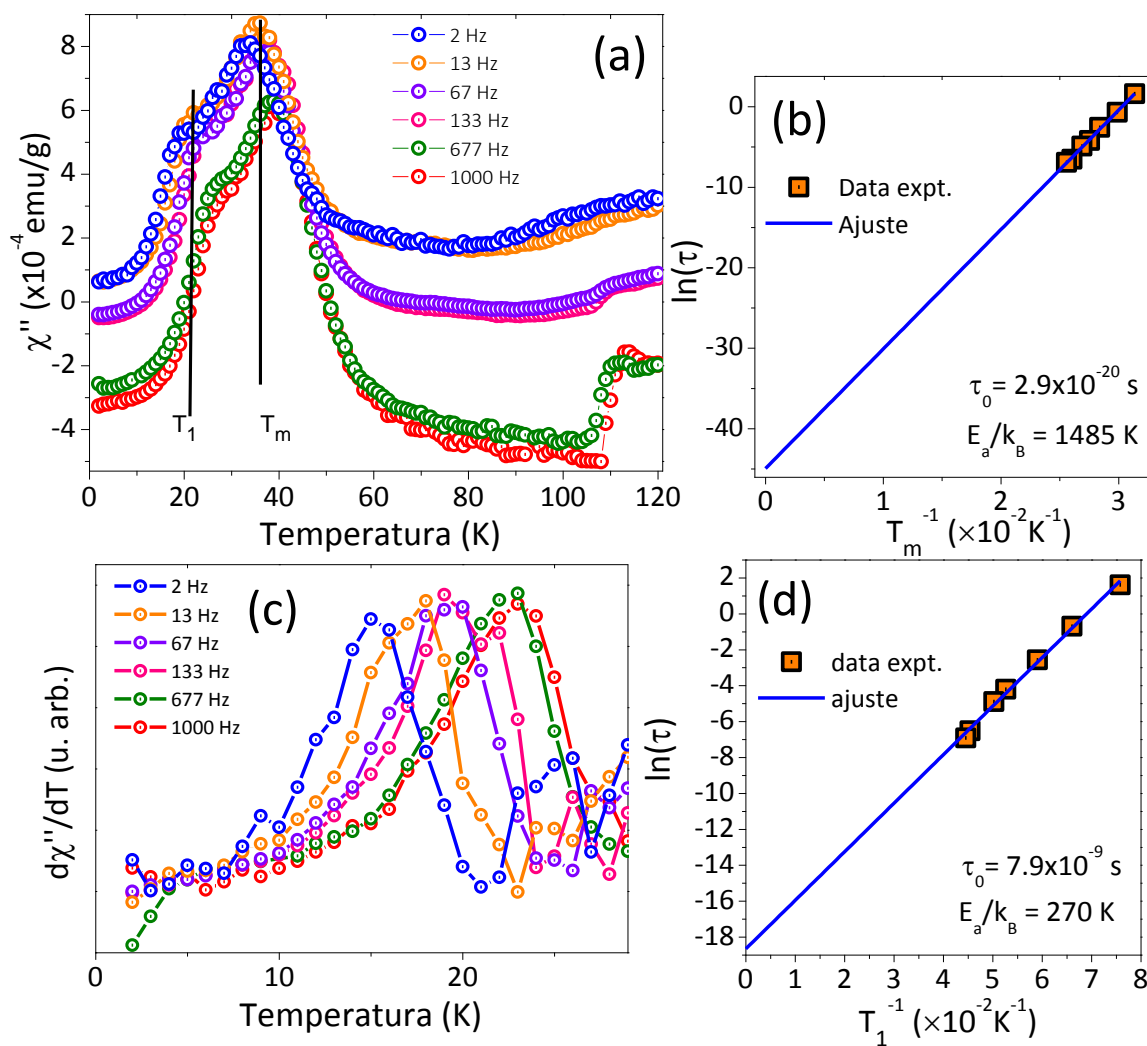 (a)
2 Hz
13 Hz
67 Hz
133 Hz
677 Hz
1000 Hz
T1
Tm
8
6
4
2
0
-2
-4
χ'' (x10-4 emu/g)
0 20 40 60 80 100 120
Temperatura (K)
(b)
Data expt.
Ajuste
τ0= 2.9x10-20 s
Ea/kB = 1485 K
0
-10
-20
-30
-40
ln(τ)
0 1 2 3
Tm-1 (×10-2K-1)
(c)
2 Hz
13 Hz
67 Hz
133 Hz
677 Hz
1000 Hz
dχ''/dT (u. arb.)
0 10 20
Temperatura (K)
(d)
data expt.
ajuste
τ0= 7.9x10-9 s
Ea/kB = 270 K
2
0
-2
-4
-6
-8
-10
-12
-14
-16
-18
ln(τ)
0 1 2 3 4 5 6 7 8
T1-1 (×10-2K-1)